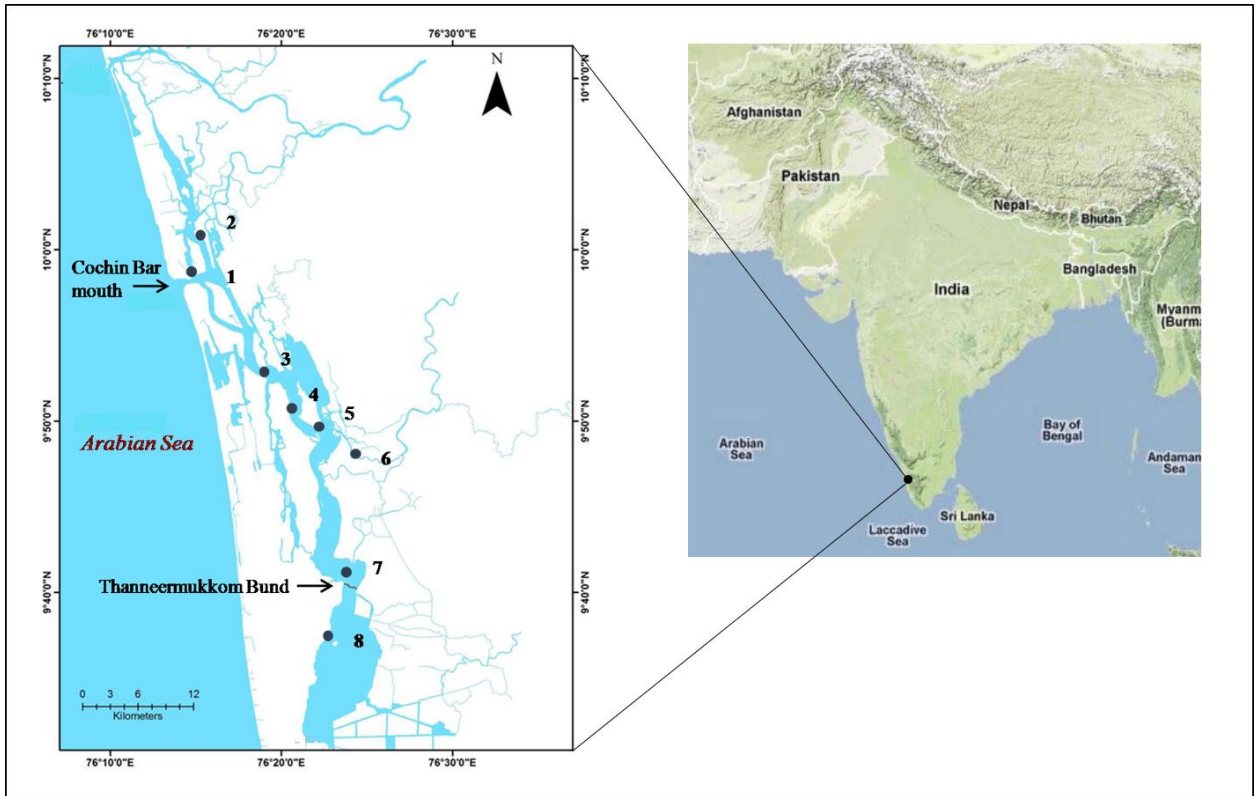 76°10'0"E 76°20'0"E 76°30'0"E
N
10°10'0"N 10°10'0"N
2
10°0'0"N 10°0'0"N
1
Cochin Bar
mouth
3
4
5
9°50'0"N 9°50'0"N
Arabian Sea
6
7
Thanneermukkom Bund
9°40'0"N 9°40'0"N
8
0 3 6 12
Kilometers
76°10'0"E 76°20'0"E 76°30'0"E
Afghanistan
Pakistan
Nepal
Bhutan
Bangladesh
India
Myanm
(Burm
Arabian
Sea
Bay of
Bengal
Andaman
Sea
Sri Lanka
Laccadive
Sea